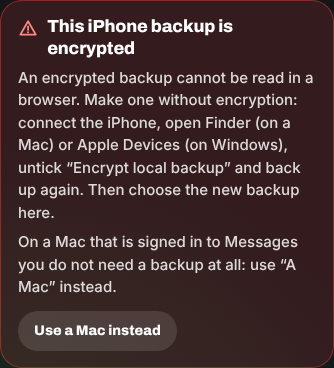 This iPhone backup is
encrypted
An encrypted backup cannot be read in a
browser. Make one without encryption:
connect the iPhone, open Finder (on a
Mac) or Apple Devices (on Windows),
untick “Encrypt local backup” and back
up again. Then choose the new backup
here.
On a Mac that is signed in to Messages
you do not need a backup at all: use “A
Mac” instead.
Use a Mac instead